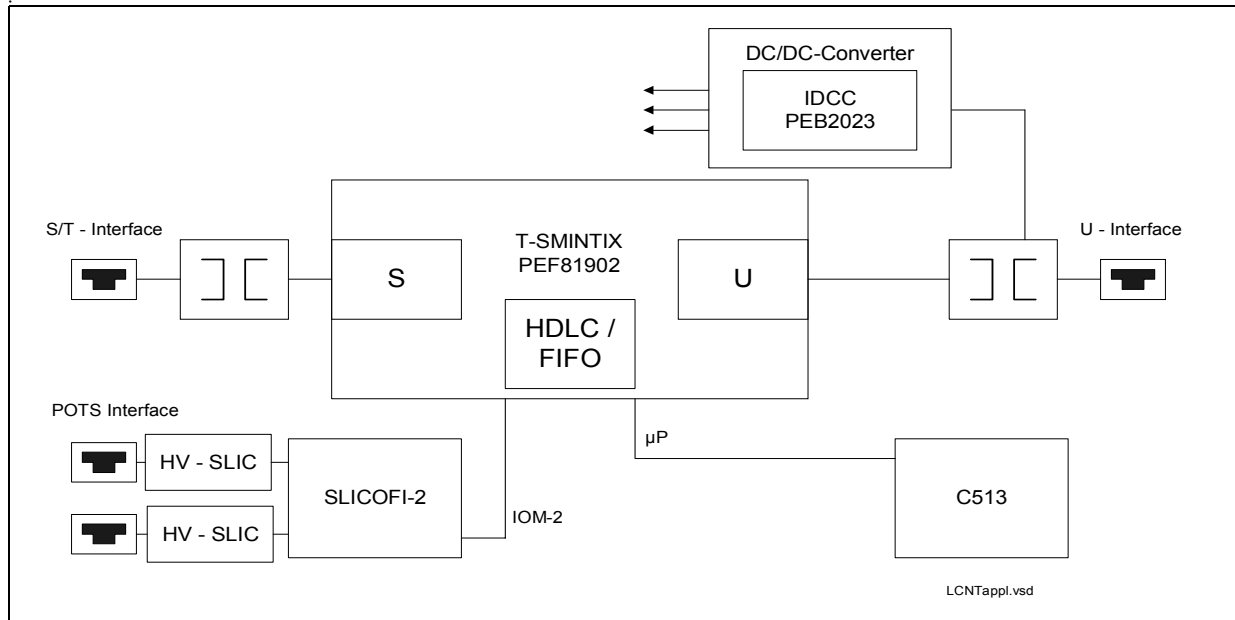 DC/DC-Converter
IDCC
PEB2023
S/T - Interface
T-SMINTIX
PEF81902
U - Interface
S
U
HDLC /
FIFO
POTS Interface
µP
HV - SLIC
SLICOFI-2
C513
IOM-2
HV - SLIC
LCNTappl.vsd